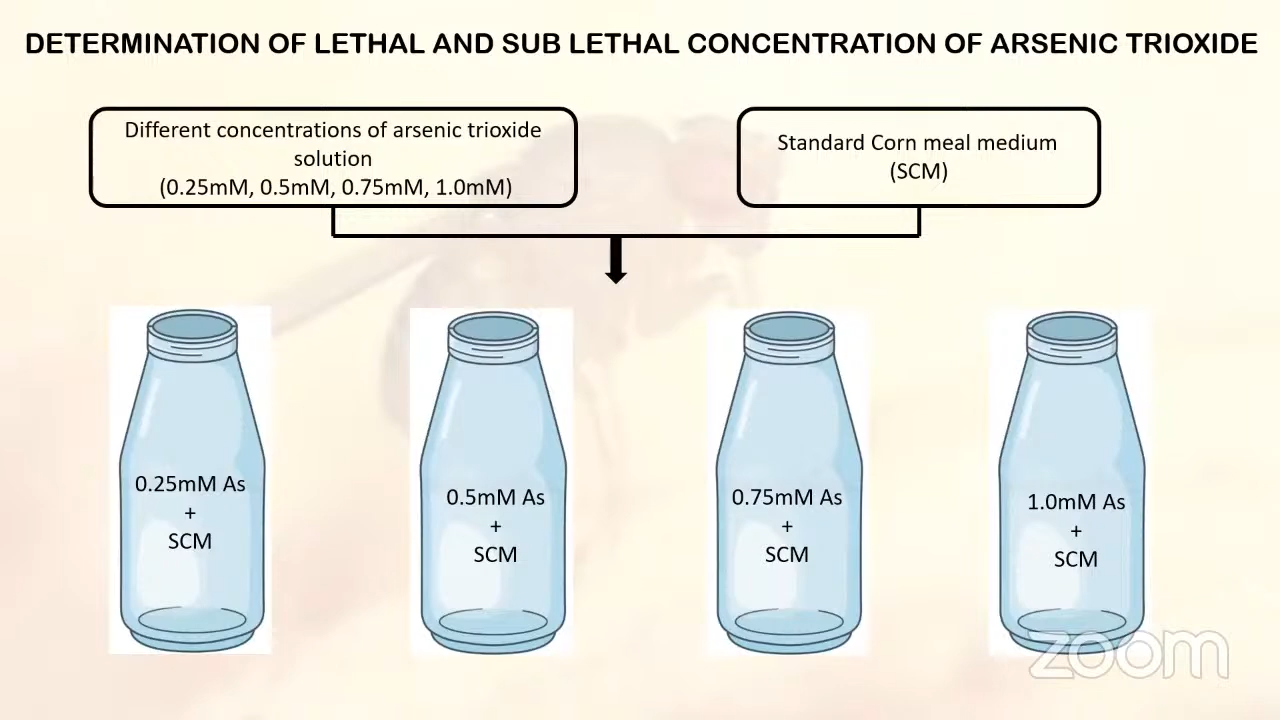 DETERMINATION OF LETHAL AND SUB LETHAL CONCENTRATION OF ARSENIC TRIOXIDE
Different concentrations of arsenic trioxide
solution
(0.25mM, 0.5mM, 0.75mM, 1.0mM)
Standard Corn meal medium
(SCM)
0.25mM As
+
SCM
0.5mM As
+
SCM
0.75mM As
+
SCM
1.0mM As
+
SCM
zoom